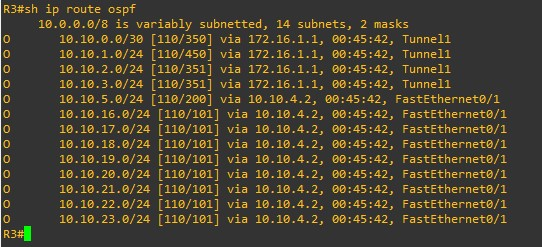 R3#sh ip route ospf
10.0.0.0/8 is variably subnetted, 14 subnets, 2 masks
O 10.10.0.0/30 [110/350] via 172.16.1.1, 00:45:42, Tunnel1
O 10.10.1.0/24 [110/450] via 172.16.1.1, 00:45:42, Tunnel1
O 10.10.2.0/24 [110/351] via 172.16.1.1, 00:45:42, Tunnel1
O 10.10.3.0/24 [110/351] via 172.16.1.1, 00:45:42, Tunnel1
O 10.10.5.0/24 [110/200] via 10.10.4.2, 00:45:42, FastEthernet0/1
O 10.10.16.0/24 [110/101] via 10.10.4.2, 00:45:42, FastEthernet0/1
O 10.10.17.0/24 [110/101] via 10.10.4.2, 00:45:42, FastEthernet0/1
O 10.10.18.0/24 [110/101] via 10.10.4.2, 00:45:42, FastEthernet0/1
O 10.10.19.0/24 [110/101] via 10.10.4.2, 00:45:42, FastEthernet0/1
O 10.10.20.0/24 [110/101] via 10.10.4.2, 00:45:42, FastEthernet0/1
O 10.10.21.0/24 [110/101] via 10.10.4.2, 00:45:42, FastEthernet0/1
O 10.10.22.0/24 [110/101] via 10.10.4.2, 00:45:42, FastEthernet0/1
O 10.10.23.0/24 [110/101] via 10.10.4.2, 00:45:42, FastEthernet0/1
R3#